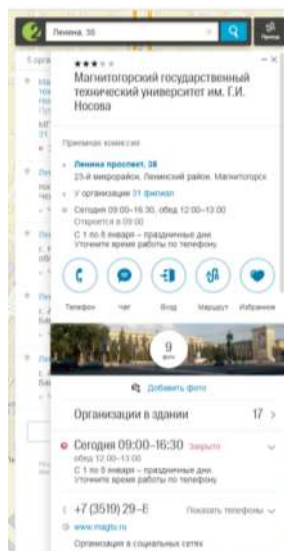 Ленина, 38
Проезд
5 орга
Магнитогорский государственный
технический университет им. Г.И.
Носова
Приемная комиссия
Ленина проспект, 38
23-й микрорайон, Ленинский район, Магнитогорск
У организации 31 филиал
Сегодня 09:00–16:30, обед 12:00–13:00
Откроется в 09:00
С 1 по 8 января – праздничные дни.
Уточните время работы по телефону
Телефон Чат Вход Маршрут Избранное
9
фото
Добавить фото
Организации в здании 17 >
Сегодня 09:00–16:30 Закрыто
обед 12:00–13:00
С 1 по 8 января – праздничные дни.
Уточните время работы по телефону
+7 (3519) 29–
Показать телефоны
www.magtu.ru
Организация в социальных сетях